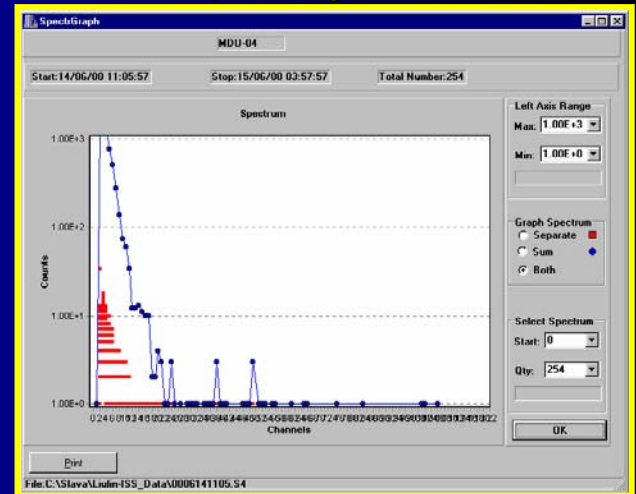 SpectrGraph
MDU-04
Start:14/06/00 11:05:57 Stop:15/06/00 03:57:57 Total Number:254
Spectrum
1.00E+3
1.00E+2
1.00E+1
1.00E+0
Counts
Channels
Left Axis Range
Max: 1.00E+3
Min: 1.00E+0
Graph Spectrum
Separate
Sum
Both
Select Spectrum
Start: 0
Qty: 254
OK
Print
File:C:\Slava\Liulin-ISS_Data\0006141105.S4